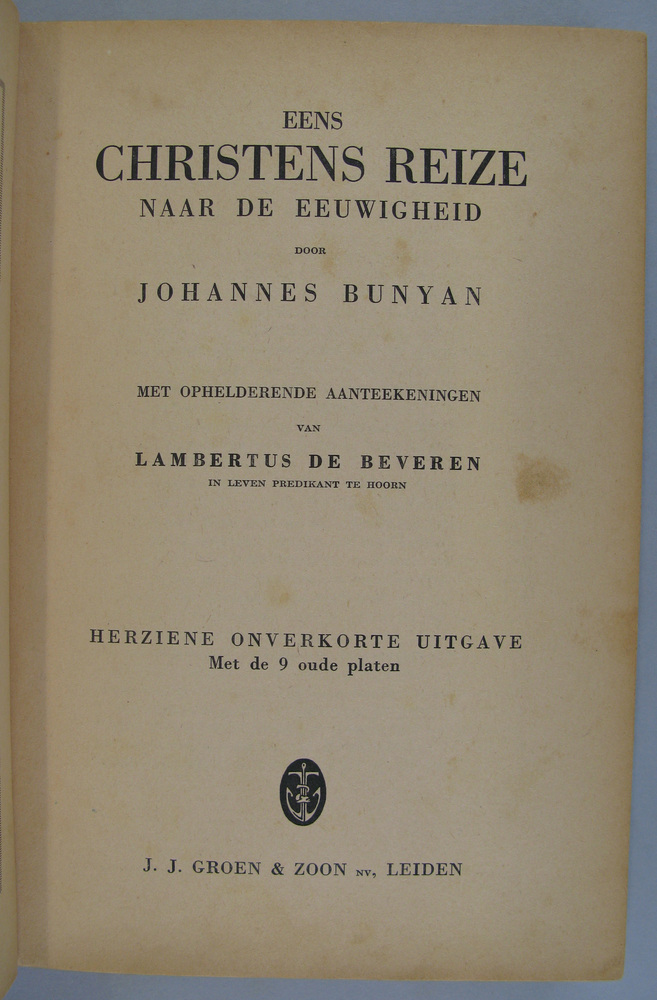 EENS
CHRISTENS REIZE
NAAR DE EEUWIGHEID
DOOR
JOHANNES BUNYAN
MET OPHELDERENDE AANTEEKENINGEN
VAN
LAMBERTUS DE BEVEREN
IN LEVEN PREDIKANT TE HOORN
HERZIENE ONVERKORTE UITGAVE
Met de 9 oude platen
J. J. GROEN & ZOON NV, LEIDEN